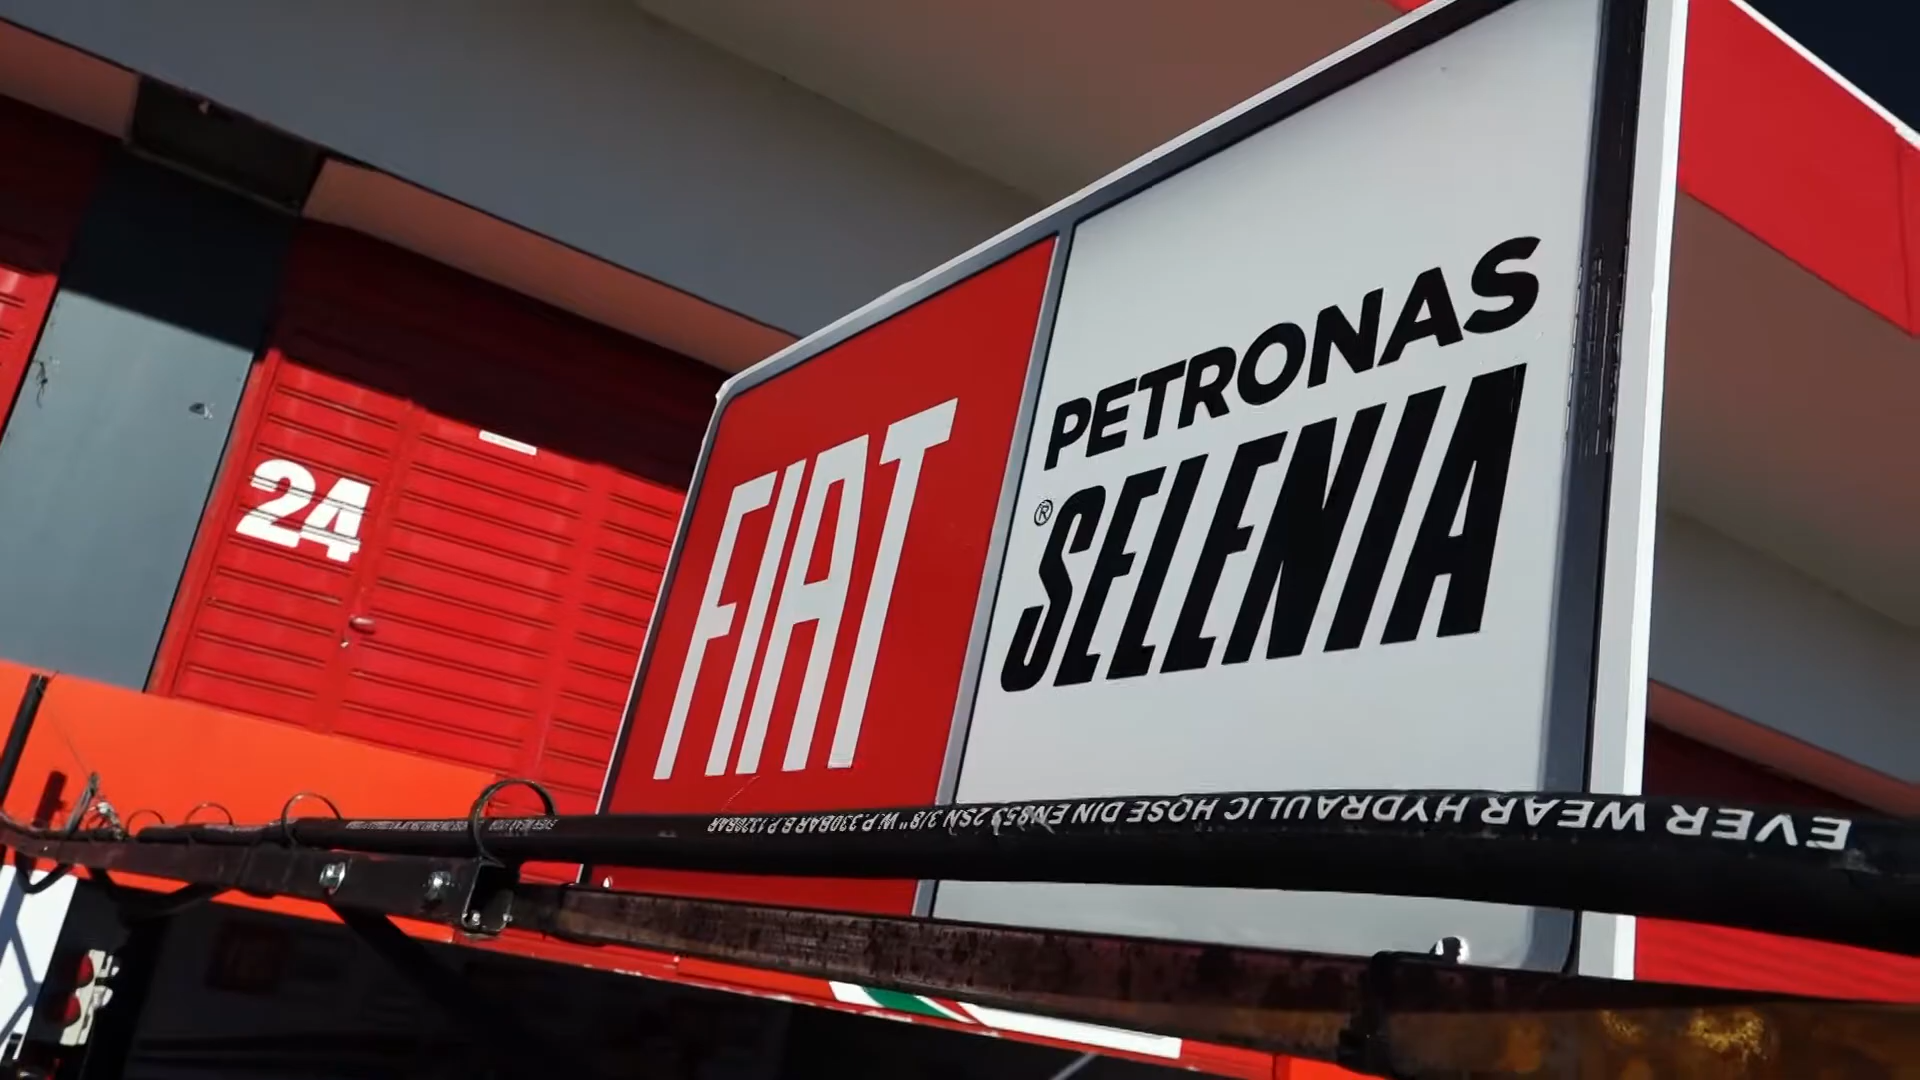 24
FIAT
PETRONAS
SELENIA
®
EVER WEAR HYDRAULIC HOSE DIN EN853 2SN 3/8" W.P.330BAR B.P.1320BAR